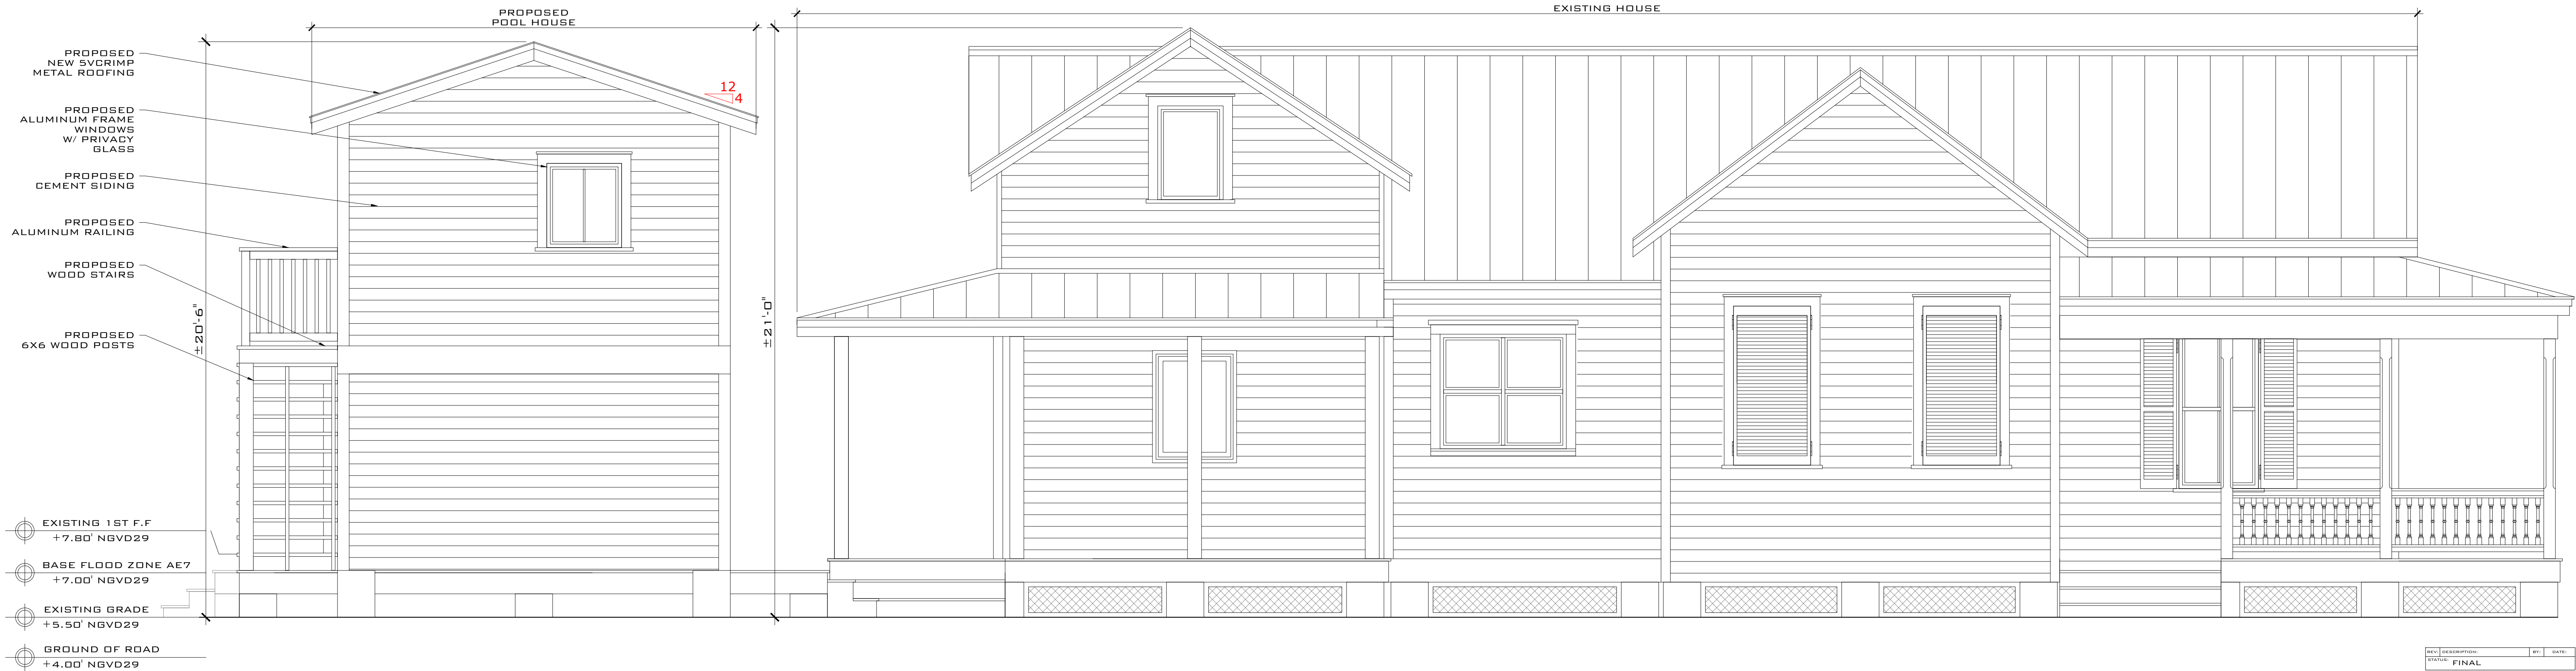 PROPOSED
POOL HOUSE
EXISTING HOUSE
PROPOSED
NEW 5VCRIMP
METAL ROOFING
12
4
PROPOSED
ALUMINUM FRAME
WINDOWS
W/ PRIVACY
GLASS
PROPOSED
CEMENT SIDING
PROPOSED
ALUMINUM RAILING
PROPOSED
WOOD STAIRS
PROPOSED
6X6 WOOD POSTS
±20'-6"
±21'-0"
EXISTING 1ST F.F
+7.80' NGVD29
BASE FLOOD ZONE AE7
+7.00' NGVD29
EXISTING GRADE
+5.50' NGVD29
GROUND OF ROAD
+4.00' NGVD29
REV: DESCRIPTION: BY: DATE:
STATUS: FINAL